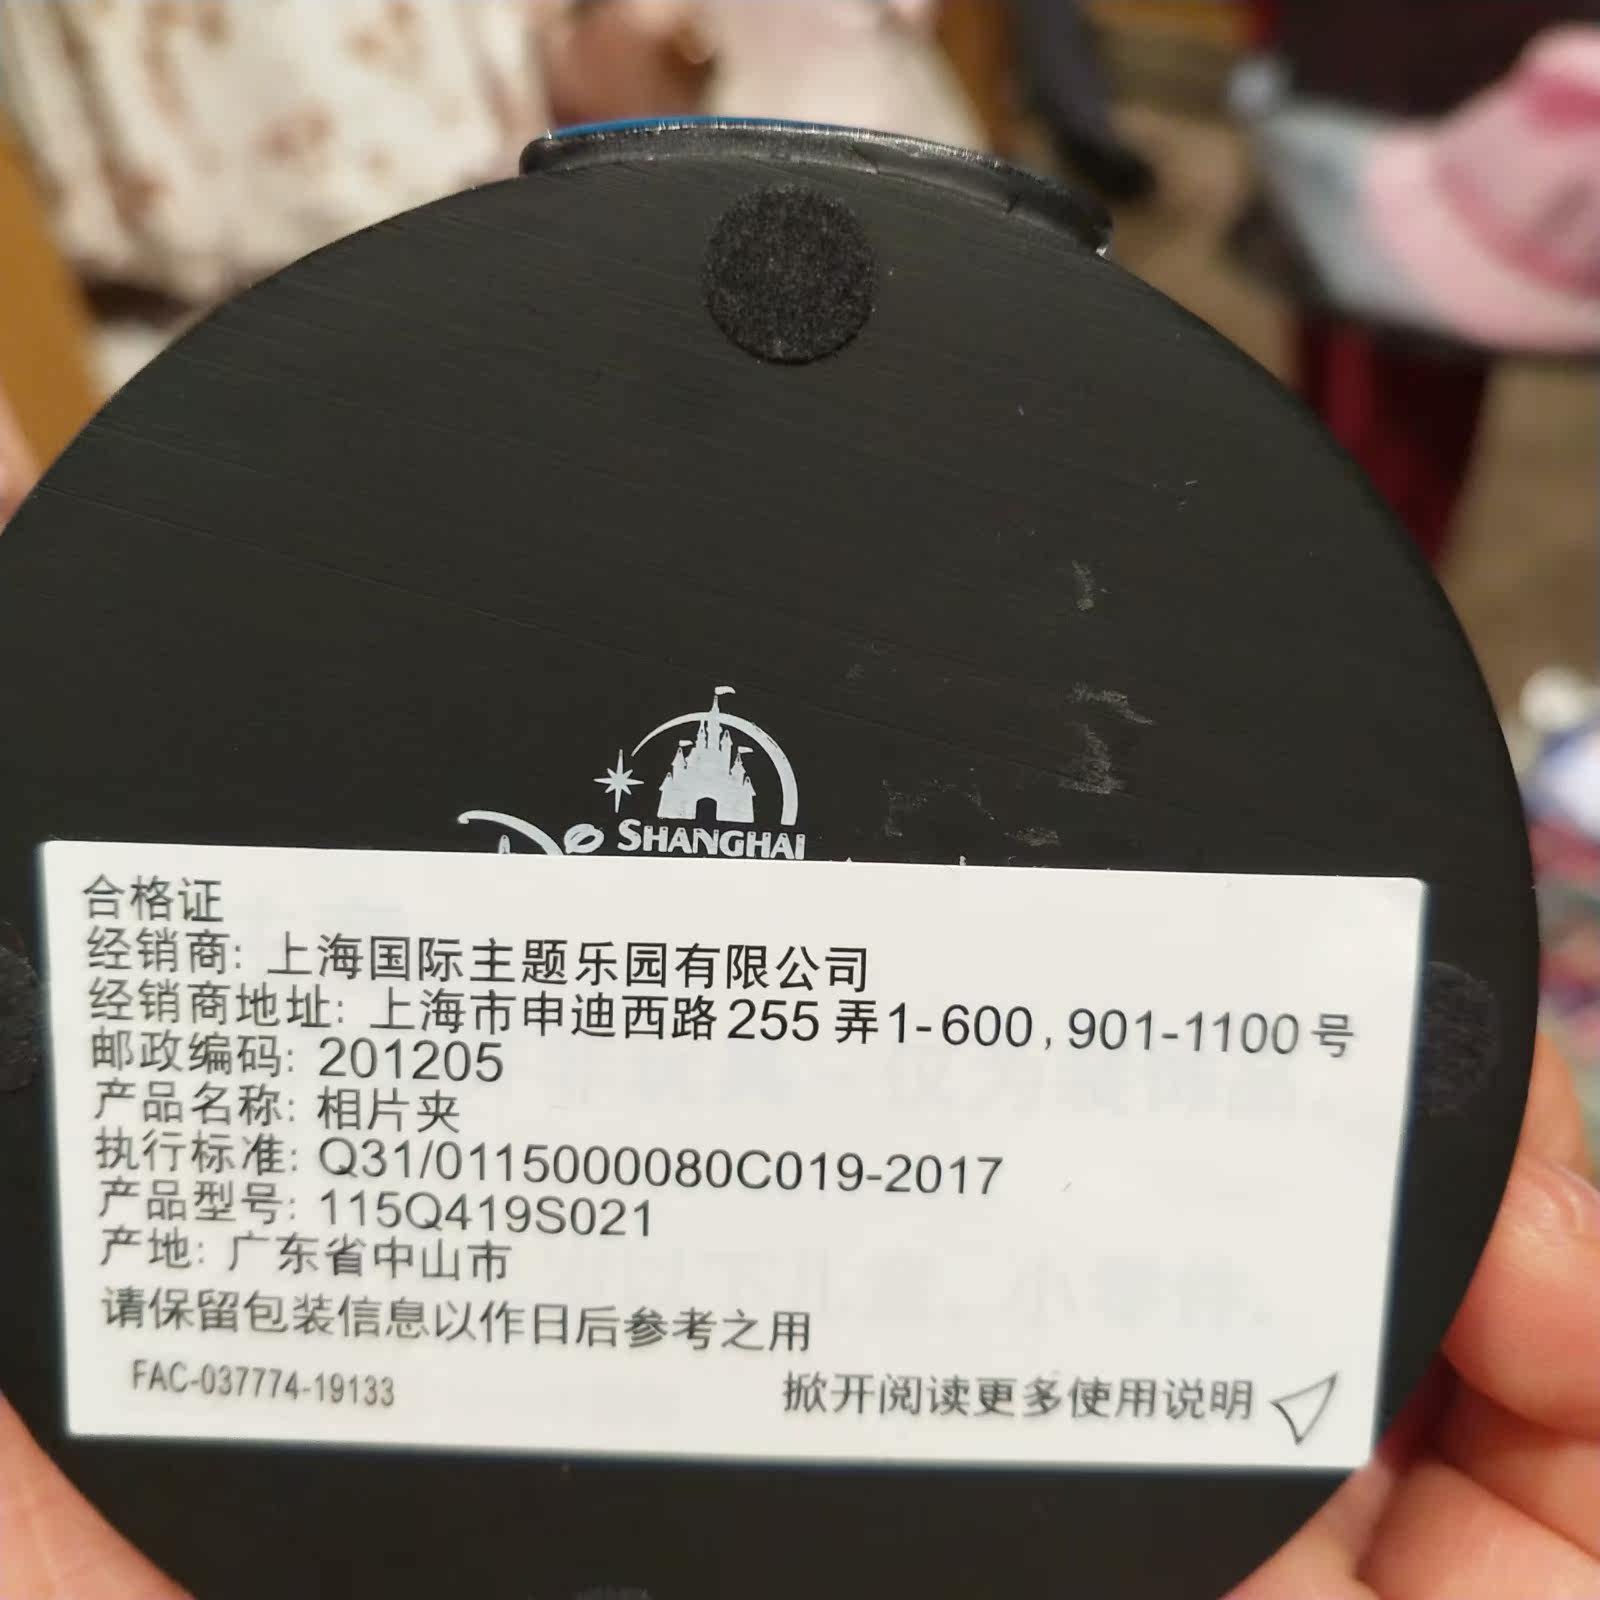 SHANGHAI
合格证
经销商: 上海国际主题乐园有限公司
经销商地址: 上海市申迪西路255弄1-600, 901-1100号
邮政编码: 201205
产品名称: 相片夹
执行标准: Q31/0115000080C019-2017
产品型号: 115Q419S021
产地: 广东省中山市
请保留包装信息以作日后参考之用
FAC-037774-19133
掀开阅读更多使用说明